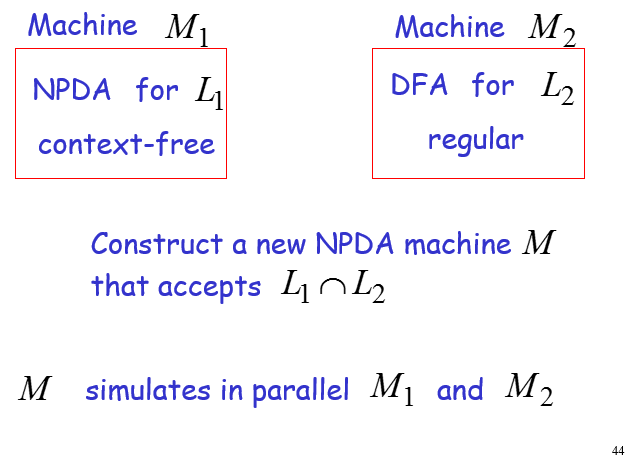 Machine M₁
Machine M₂
NPDA for L₁
context-free
DFA for L₂
regular
Construct a new NPDA machine M
that accepts L₁ ∩ L₂
M simulates in parallel M₁ and M₂
44